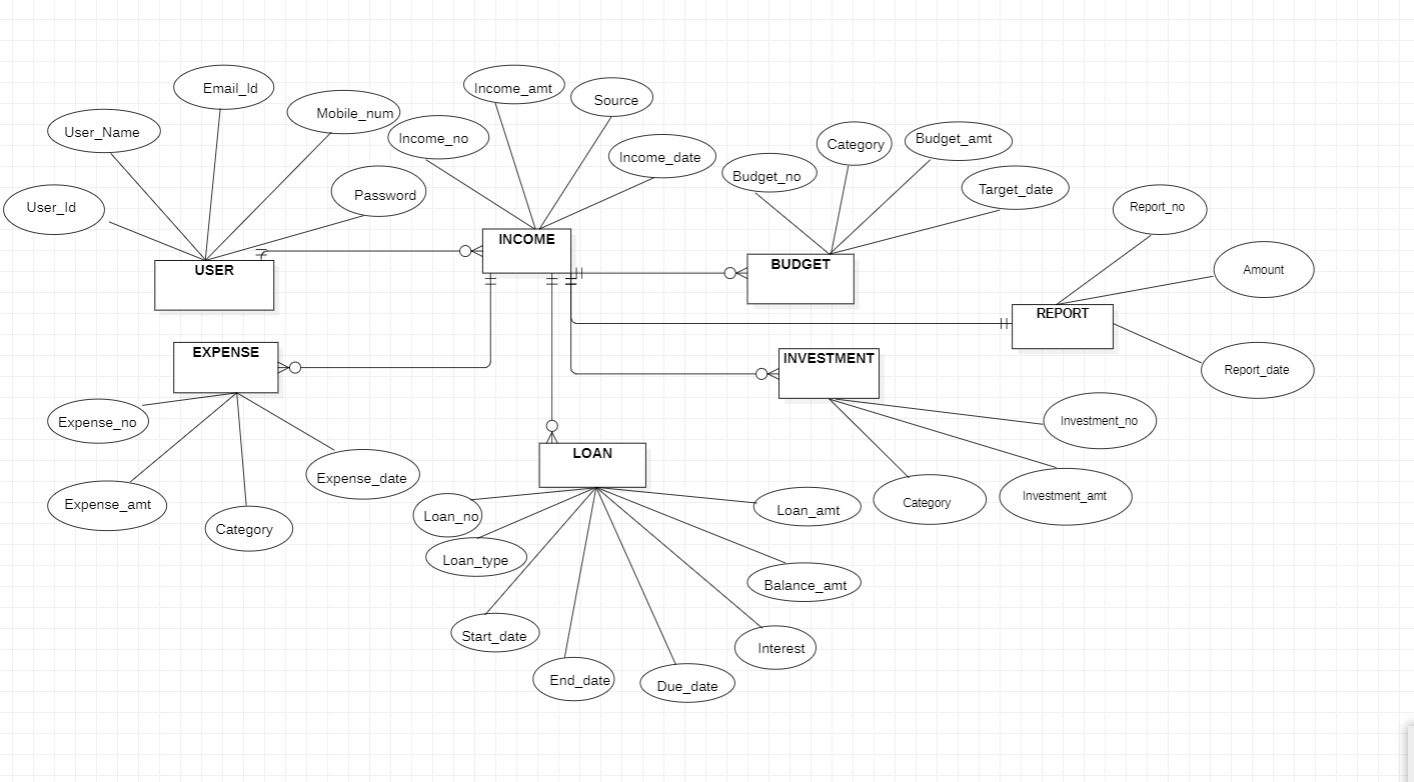 Email_Id
User_Name
Mobile_num
User_Id
Password
USER
Income_amt
Source
Income_no
Income_date
INCOME
Category
Budget_amt
Budget_no
Target_date
BUDGET
Report_no
Amount
REPORT
Report_date
EXPENSE
Expense_no
Expense_amt
Category
Expense_date
INVESTMENT
Investment_no
Investment_amt
Category
LOAN
Loan_no
Loan_type
Start_date
End_date
Due_date
Interest
Balance_amt
Loan_amt